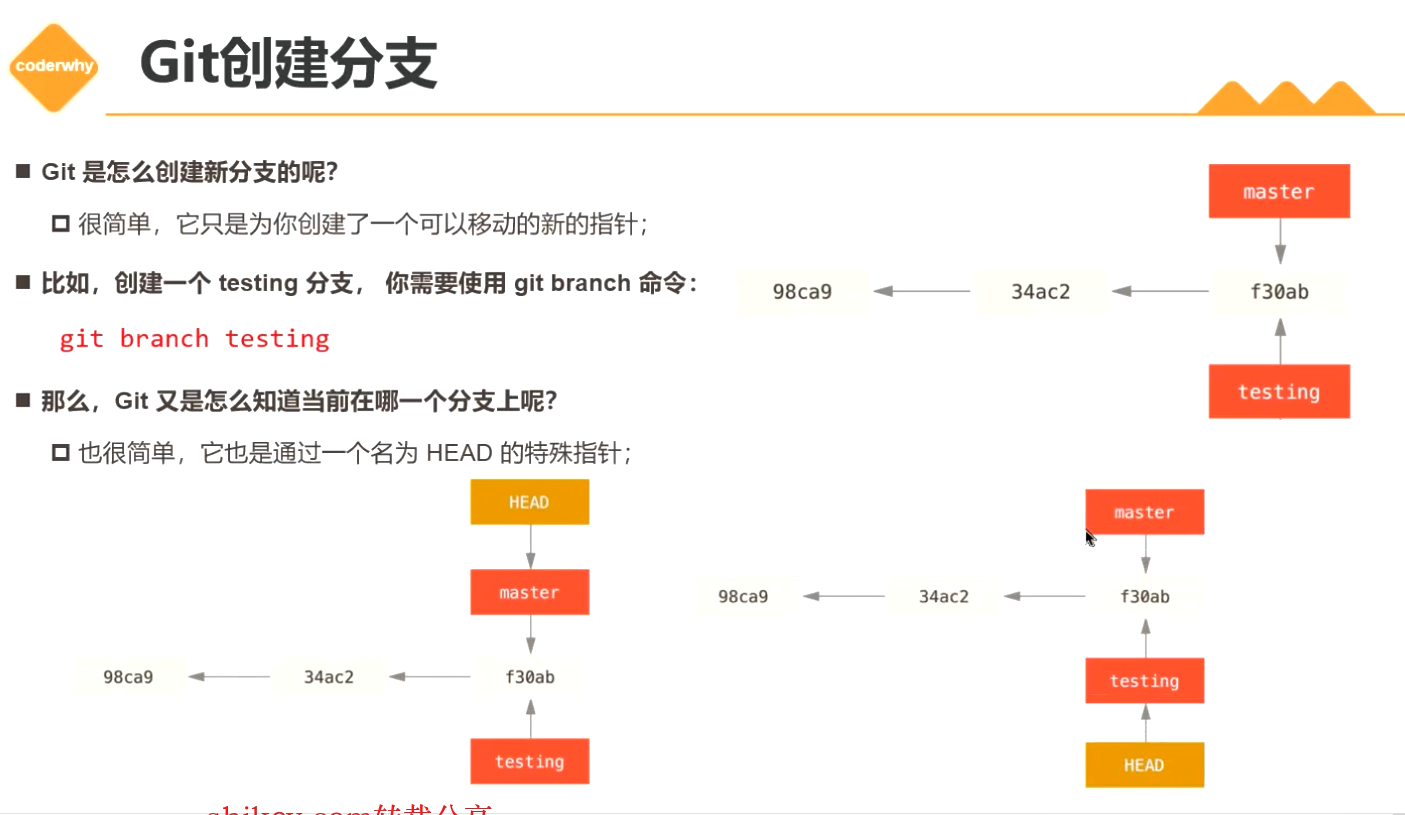 coderwhy
Git创建分支
Git 是怎么创建新分支的呢？
很简单，它只是为你创建了一个可以移动的新的指针；
比如，创建一个 testing 分支， 你需要使用 git branch 命令：
git branch testing
master
98ca9
34ac2
f30ab
testing
那么，Git 又是怎么知道当前在哪一个分支上呢？
也很简单，它也是通过一个名为 HEAD 的特殊指针；
HEAD
master
98ca9
34ac2
f30ab
testing
master
98ca9
34ac2
f30ab
testing
HEAD